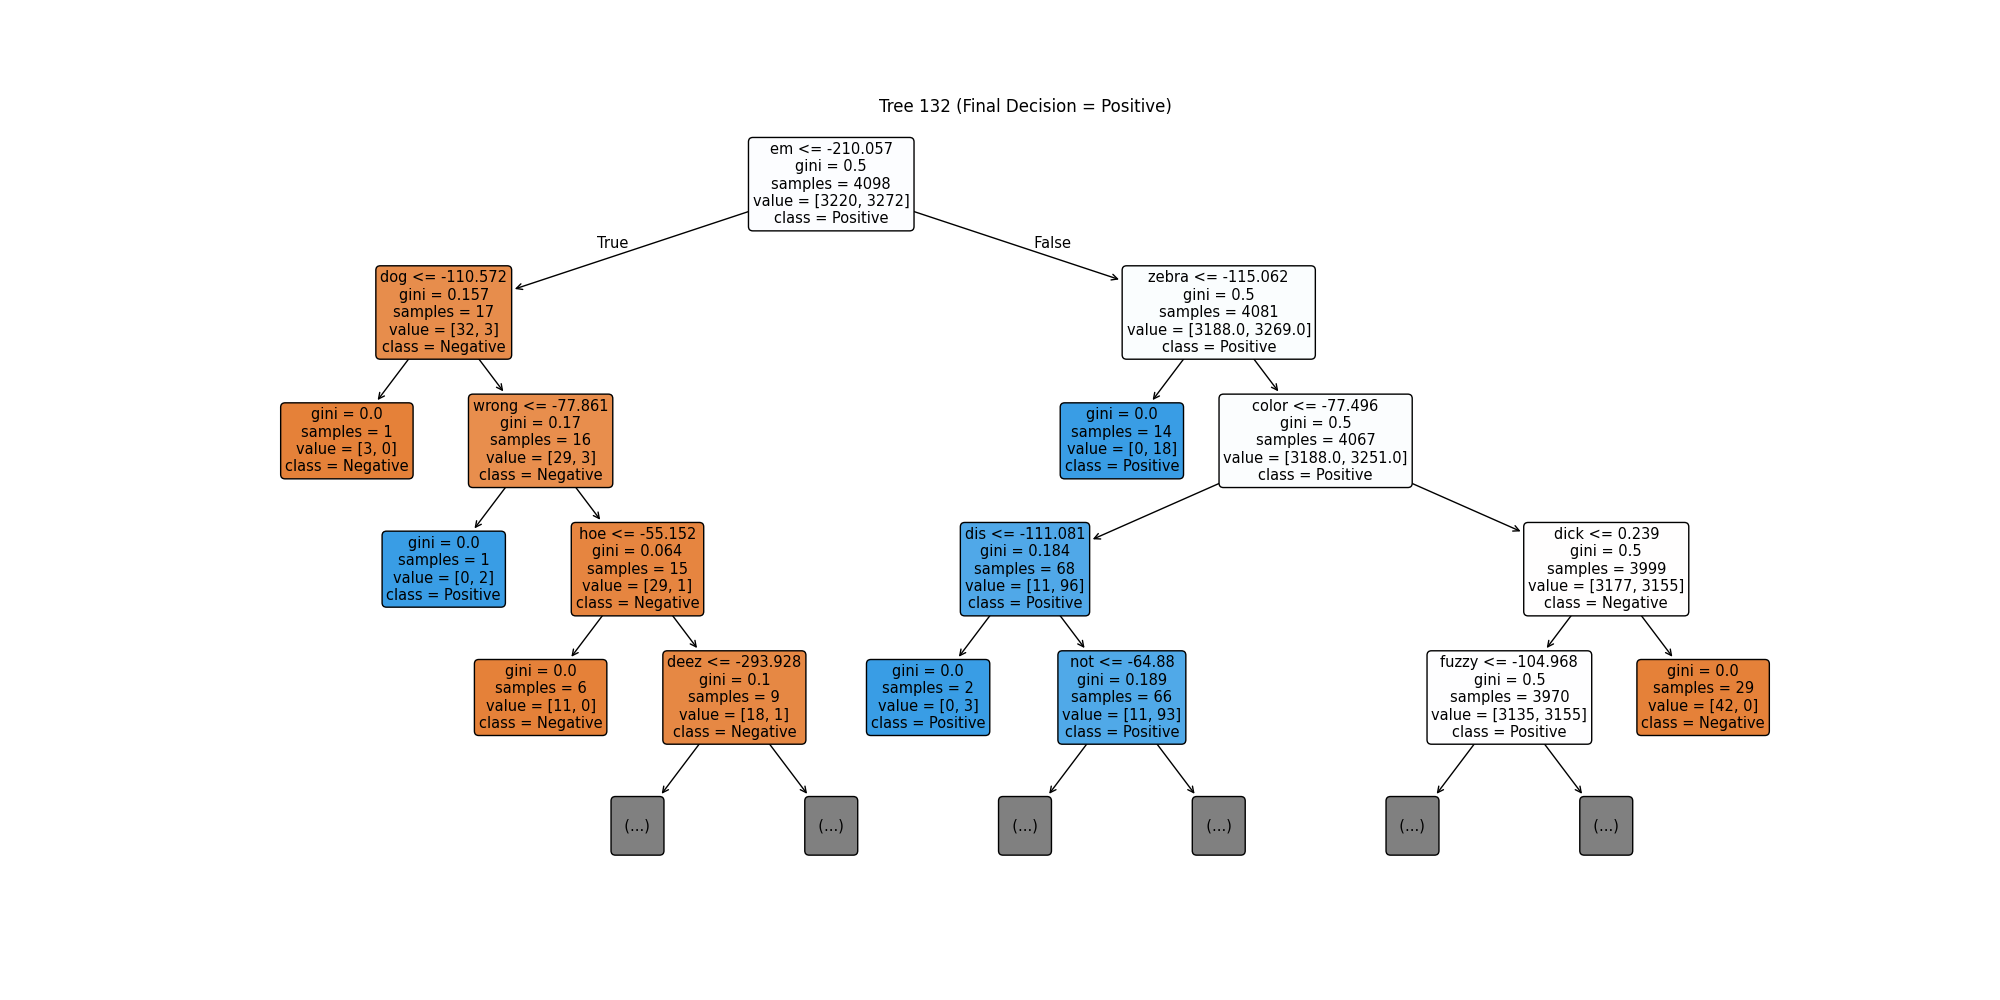 Tree 132 (Final Decision = Positive)
em <= -210.057
gini = 0.5
samples = 4098
value = [3220, 3272]
class = Positive
True
False
dog <= -110.572
gini = 0.157
samples = 17
value = [32, 3]
class = Negative
zebra <= -115.062
gini = 0.5
samples = 4081
value = [3188.0, 3269.0]
class = Positive
gini = 0.0
samples = 1
value = [3, 0]
class = Negative
wrong <= -77.861
gini = 0.17
samples = 16
value = [29, 3]
class = Negative
gini = 0.0
samples = 14
value = [0, 18]
class = Positive
color <= -77.496
gini = 0.5
samples = 4067
value = [3188.0, 3251.0]
class = Positive
gini = 0.0
samples = 1
value = [0, 2]
class = Positive
hoe <= -55.152
gini = 0.064
samples = 15
value = [29, 1]
class = Negative
dis <= -111.081
gini = 0.184
samples = 68
value = [11, 96]
class = Positive
dick <= 0.239
gini = 0.5
samples = 3999
value = [3177, 3155]
class = Negative
gini = 0.0
samples = 6
value = [11, 0]
class = Negative
deez <= -293.928
gini = 0.1
samples = 9
value = [18, 1]
class = Negative
gini = 0.0
samples = 2
value = [0, 3]
class = Positive
not <= -64.88
gini = 0.189
samples = 66
value = [11, 93]
class = Positive
fuzzy <= -104.968
gini = 0.5
samples = 3970
value = [3135, 3155]
class = Positive
gini = 0.0
samples = 29
value = [42, 0]
class = Negative
(...)
(...)
(...)
(...)
(...)
(...)